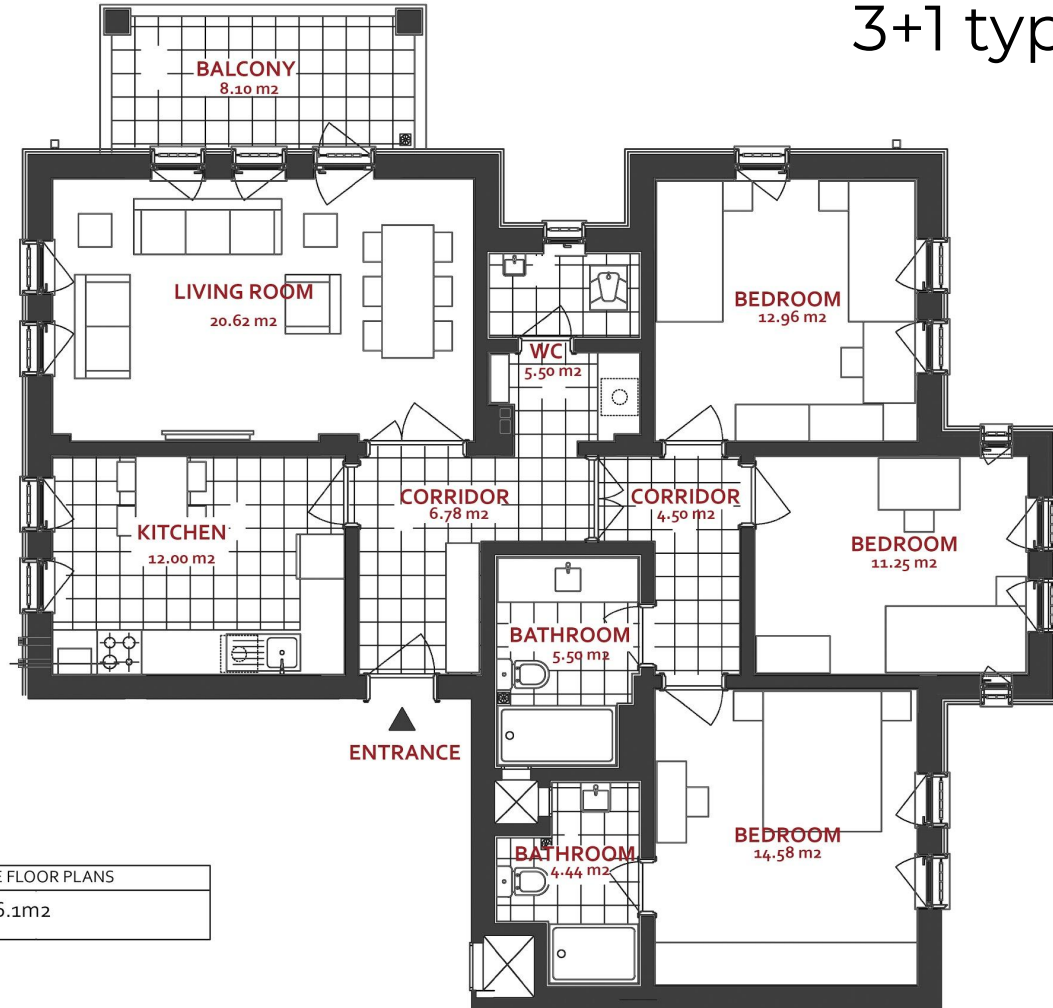 3+1 typ
BALCONY
8.10 m2
LIVING ROOM
20.62 m2
BEDROOM
12.96 m2
WC
5.50 m2
CORRIDOR
6.78 m2
CORRIDOR
4.50 m2
KITCHEN
12.00 m2
BEDROOM
11.25 m2
BATHROOM
5.50 m2
ENTRANCE
BEDROOM
14.58 m2
BATHROOM
4.44 m2
E FLOOR PLANS
6.1m2